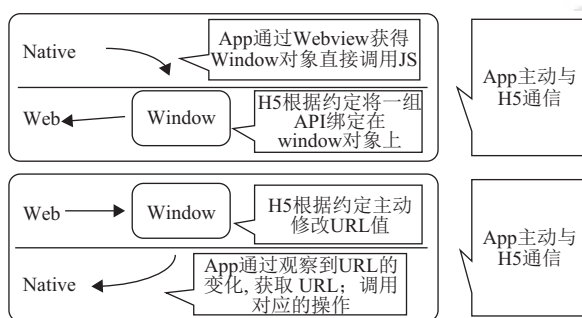 Native
App通过Webview获得
Window对象直接调用JS
Web
Window
H5根据约定将一组
API绑定在
window对象上
App主动与
H5通信
Web
Window
H5根据约定主动
修改URL值
Native
App通过观察到URL的
变化, 获取 URL；调用
对应的操作
App主动与
H5通信